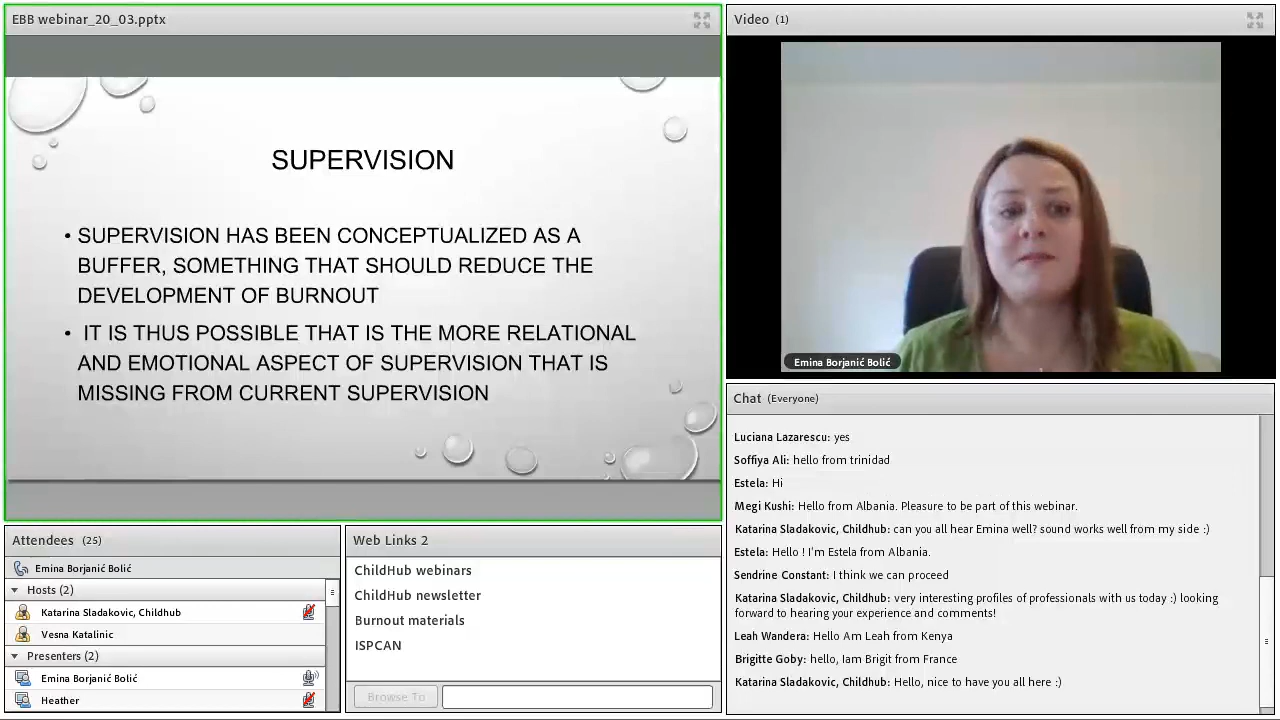 EBB webinar_20_03.pptx
SUPERVISION
• SUPERVISION HAS BEEN CONCEPTUALIZED AS A
BUFFER, SOMETHING THAT SHOULD REDUCE THE
DEVELOPMENT OF BURNOUT
• IT IS THUS POSSIBLE THAT IS THE MORE RELATIONAL
AND EMOTIONAL ASPECT OF SUPERVISION THAT IS
MISSING FROM CURRENT SUPERVISION
Video (1)
Emina Borjanić Bolić
Attendees (25)
Emina Borjanić Bolić
Hosts (2)
Katarina Sladakovic, Childhub
Vesna Katalinic
Presenters (2)
Emina Borjanić Bolić
Heather
Web Links 2
ChildHub webinars
ChildHub newsletter
Burnout materials
ISPCAN
Browse To
Chat (Everyone)
Luciana Lazarescu: yes
Soffiya Ali: hello from trinidad
Estela: Hi
Megi Kushi: Hello from Albania. Pleasure to be part of this webinar.
Katarina Sladakovic, Childhub: can you all hear Emina well? sound works well from my side :)
Estela: Hello ! I'm Estela from Albania.
Sendrine Constant: I think we can proceed
Katarina Sladakovic, Childhub: very interesting profiles of professionals with us today :) looking
forward to hearing your experience and comments!
Leah Wandera: Hello Am Leah from Kenya
Brigitte Goby: hello, Iam Brigit from France
Katarina Sladakovic, Childhub: Hello, nice to have you all here :)